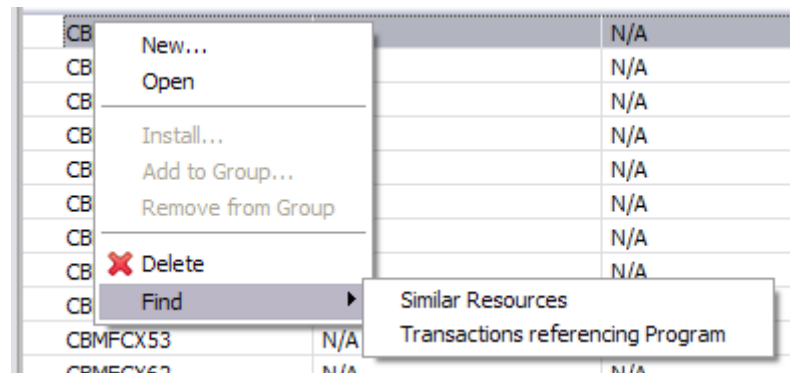 CB N/A
New...
CB N/A
Open
CB N/A
Install...
CB N/A
Add to Group...
CB N/A
Remove from Group
CB N/A
CB N/A
Delete
CB N/A
Find Similar Resources
CB
Transactions referencing Program
CBMFCX53 N/A
CBMFCX62 N/A N/A